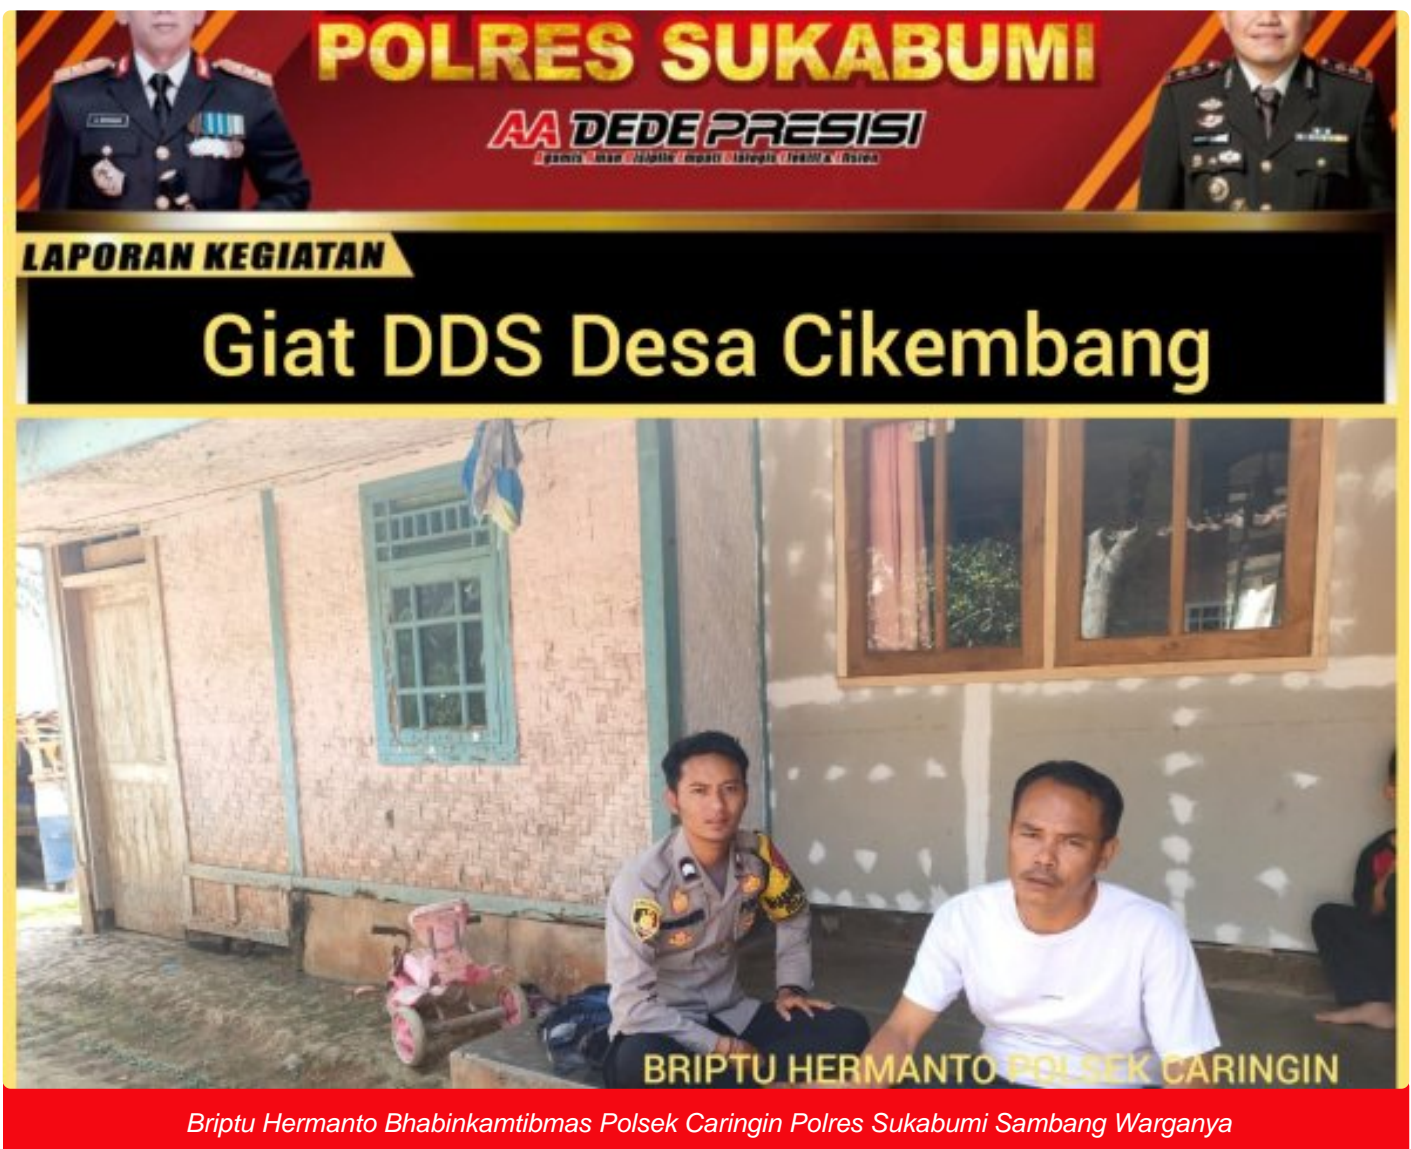 POLRES SUKABUMI
AA DEDE PRESISI
LAPORAN KEGIATAN
Giat DDS Desa Cikembang
BRIPTU HERMANTO POLSEK CARINGIN
Briptu Hermanto Bhabinkamtibmas Polsek Caringin Polres Sukabumi Sambang Warganya